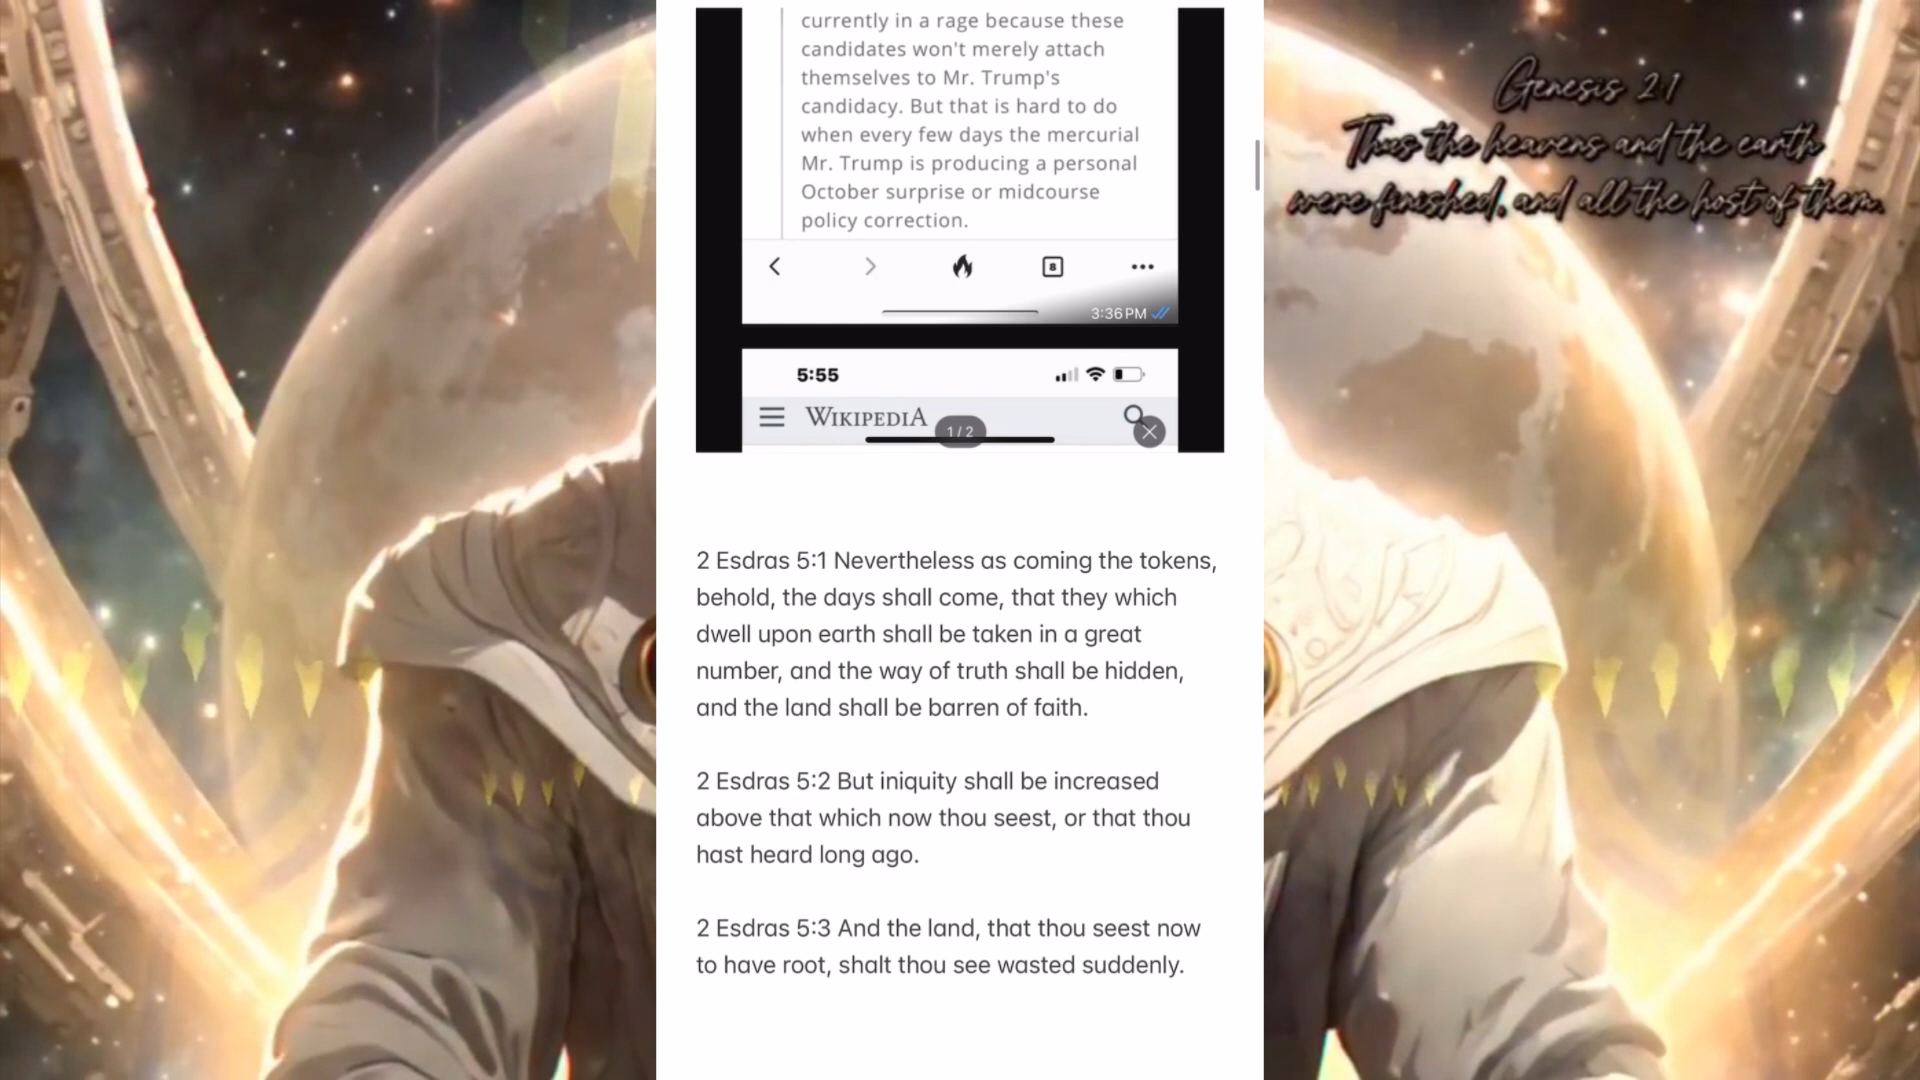 currently in a rage because these
candidates won't merely attach
themselves to Mr. Trump's
candidacy. But that is hard to do
when every few days the mercurial
Mr. Trump is producing a personal
October surprise or midcourse
policy correction.
8
3:36 PM
5:55
WIKIPEDIA
1/2
2 Esdras 5:1 Nevertheless as coming the tokens,
behold, the days shall come, that they which
dwell upon earth shall be taken in a great
number, and the way of truth shall be hidden,
and the land shall be barren of faith.
2 Esdras 5:2 But iniquity shall be increased
above that which now thou seest, or that thou
hast heard long ago.
2 Esdras 5:3 And the land, that thou seest now
to have root, shalt thou see wasted suddenly.
Genesis 2:1
Thus the heavens and the earth
were finished, and all the host of them.